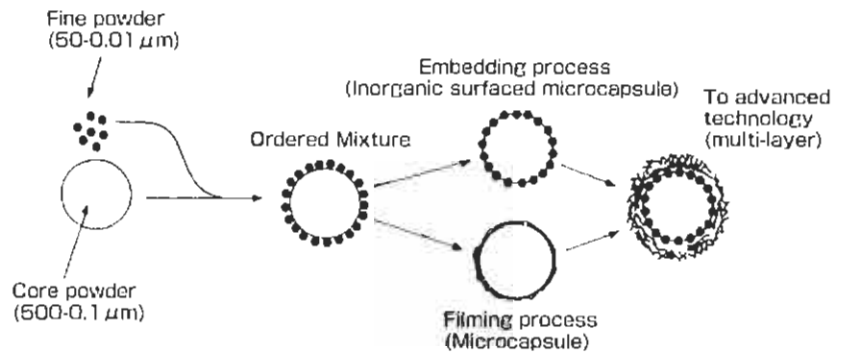 Fine powder
(50-0.01 μm)
Embedding process
(Inorganic surfaced microcapsule)
To advanced
technology
(multi-layer)
Ordered Mixture
Core powder
(500-0.1 μm)
Filming process
(Microcapsule)